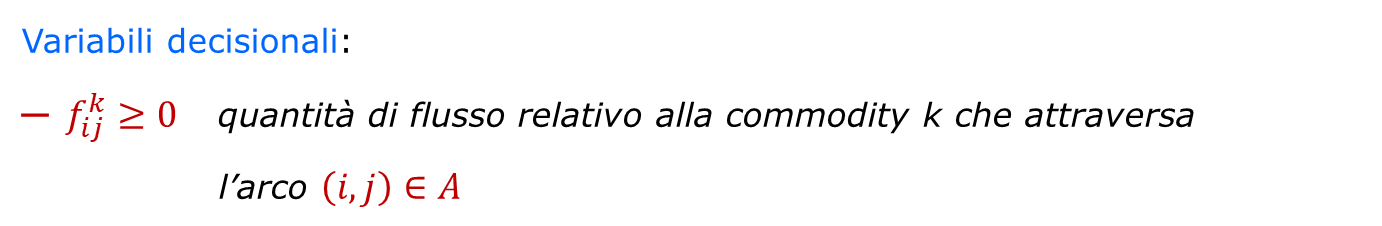 Variabili decisionali:
− f_{ij}^{k} ≥ 0 quantità di flusso relativo alla commodity k che attraversa
l’arco (i, j) ∈ A